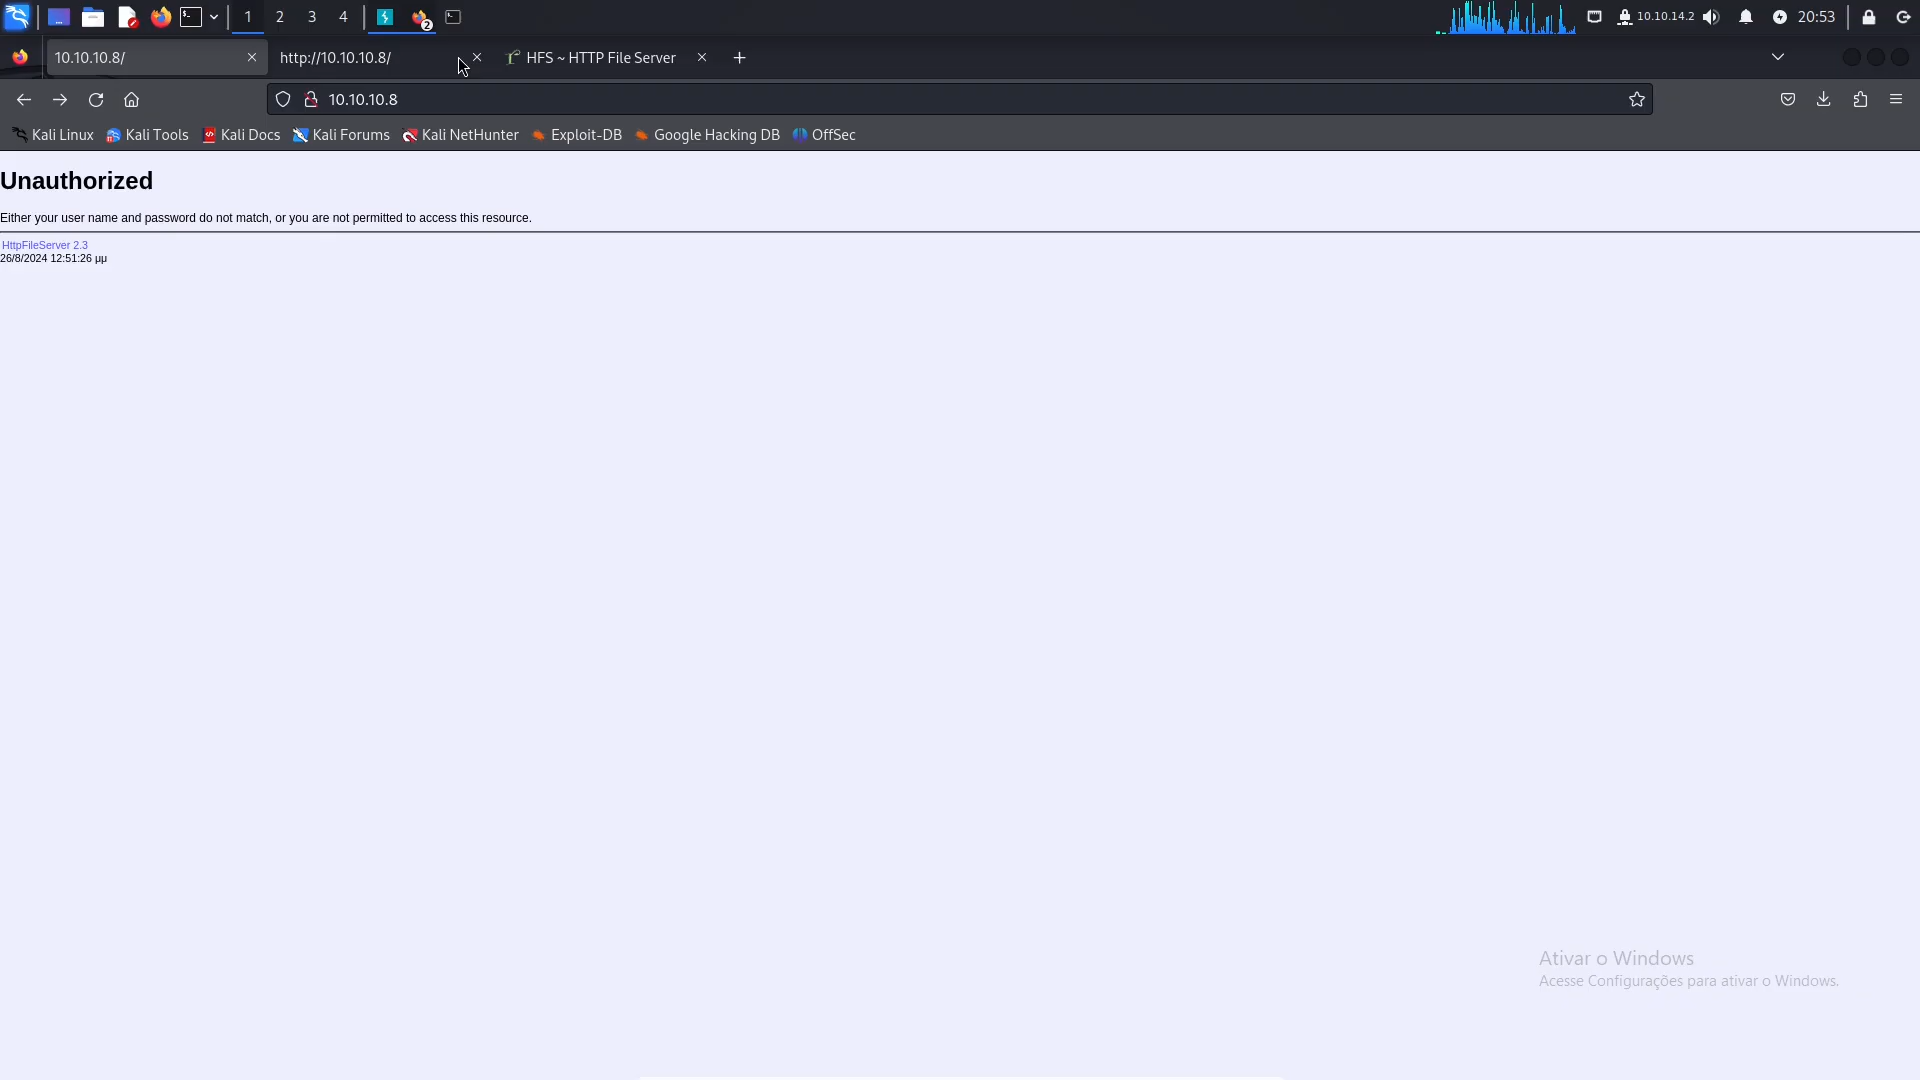 1 2 3 4 2 10.10.14.2 20:53
10.10.10.8/ http://10.10.10.8/ HFS ~ HTTP File Server
10.10.10.8
Kali Linux Kali Tools Kali Docs Kali Forums Kali NetHunter Exploit-DB Google Hacking DB OffSec
Unauthorized
Either your user name and password do not match, or you are not permitted to access this resource.
HttpFileServer 2.3
26/8/2024 12:51:26 μμ
Ativar o Windows
Acesse Configurações para ativar o Windows.